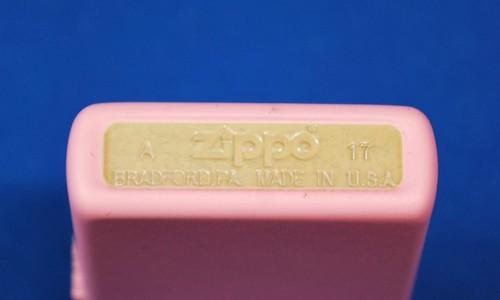 A Zippo 17
BRADFORD,PA. MADE IN U.S.A